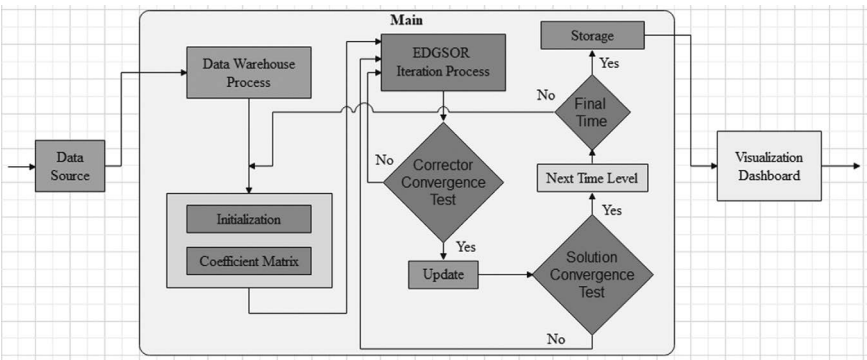 Main
Data
Source
Data Warehouse
Process
Initialization
Coefficient Matrix
EDGSOR
Iteration Process
No
Corrector
Convergence
Test
Yes
Update
Solution
Convergence
Test
No
Yes
Next Time Level
Final
Time
No
Yes
Storage
Visualization
Dashboard